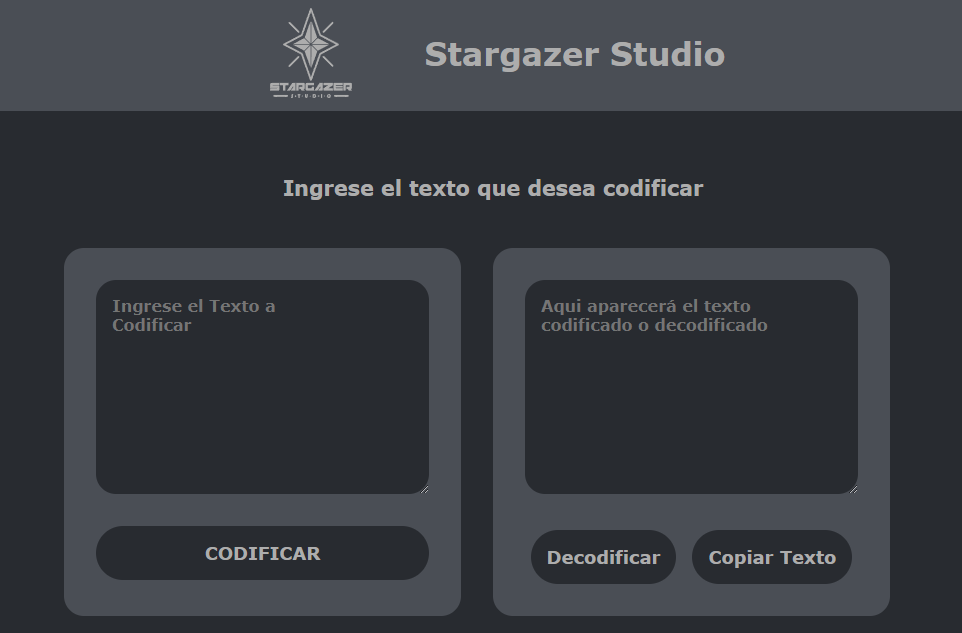 STARGAZER
STUDIO
Stargazer Studio
Ingrese el texto que desea codificar
Ingrese el Texto a
Codificar
CODIFICAR
Aqui aparecerá el texto
codificado o decodificado
Decodificar
Copiar Texto